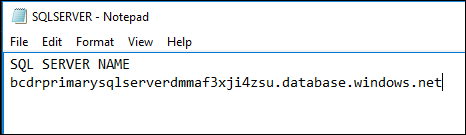 SQLSERVER - Notepad
File Edit Format View Help
SQL SERVER NAME
bcdrprimarysqlserverdmmaf3xji4zsu.database.windows.net